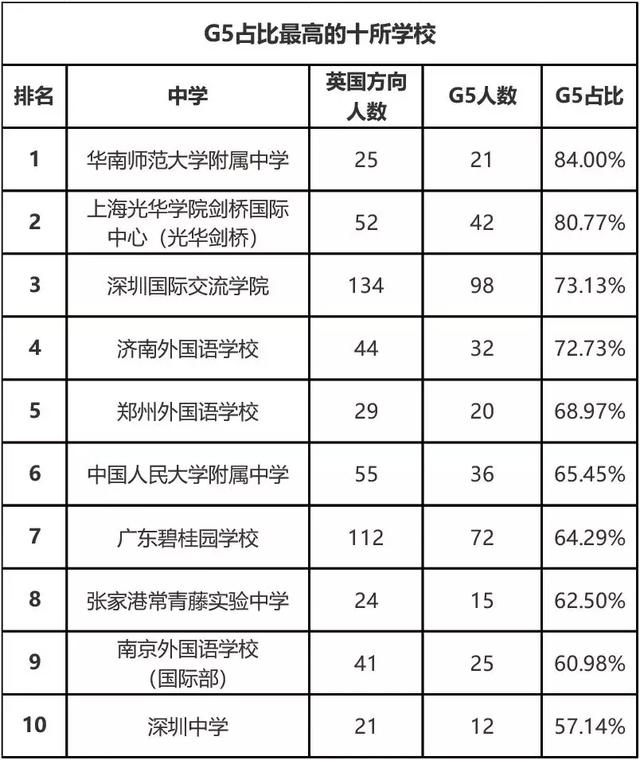 G5占比最高的十所学校
排名 中学 英国方向人数 G5人数 G5占比
1 华南师范大学附属中学 25 21 84.00%
2 上海光华学院剑桥国际中心（光华剑桥） 52 42 80.77%
3 深圳国际交流学院 134 98 73.13%
4 济南外国语学校 44 32 72.73%
5 郑州外国语学校 29 20 68.97%
6 中国人民大学附属中学 55 36 65.45%
7 广东碧桂园学校 112 72 64.29%
8 张家港常青藤实验中学 24 15 62.50%
9 南京外国语学校（国际部） 41 25 60.98%
10 深圳中学 21 12 57.14%